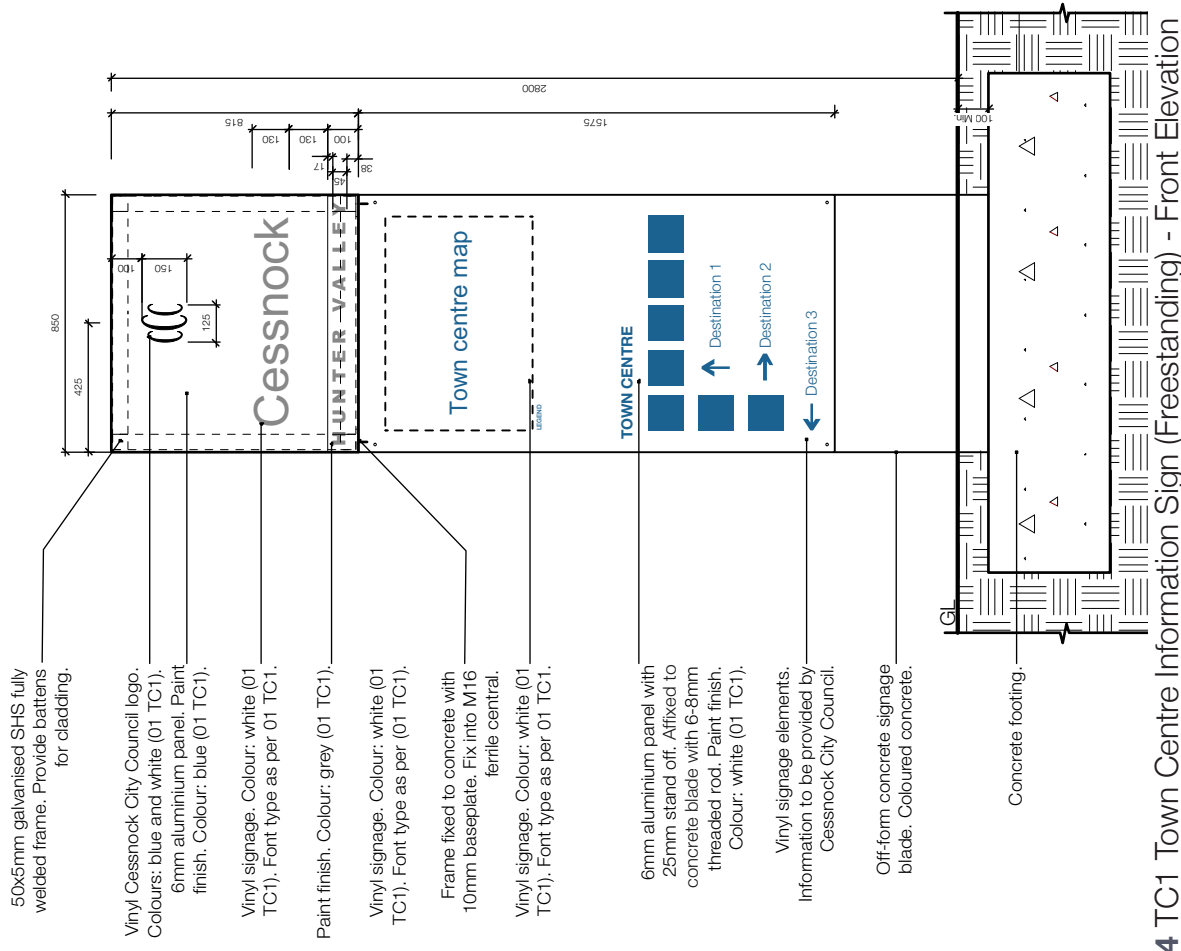 50x5mm galvanised SHS fully
welded frame. Provide battens
for cladding.
Vinyl Cessnock City Council logo.
Colours: blue and white (01 TC1).
6mm aluminium panel. Paint
finish. Colour: blue (01 TC1).
Vinyl signage. Colour: white (01
TC1). Font type as per 01 TC1.
Paint finish. Colour: grey (01 TC1).
Vinyl signage. Colour: white (01
TC1). Font type as per (01 TC1).
Frame fixed to concrete with
10mm baseplate. Fix into M16
ferrile central.
Vinyl signage. Colour: white (01
TC1). Font type as per 01 TC1.
6mm aluminium panel with
25mm stand off. Affixed to
concrete blade with 6-8mm
threaded rod. Paint finish.
Colour: white (01 TC1).
Vinyl signage elements.
Information to be provided by
Cessnock City Council.
Off-form concrete signage
blade. Coloured concrete.
Concrete footing.
GL
850
425
100
150
125
Cessnock
HUNTER VALLEY
Town centre map
LEGEND
TOWN CENTRE
Destination 1
Destination 2
Destination 3
815
130
130
100
17
45
38
1575
2800
100 Min.
4 TC1 Town Centre Information Sign (Freestanding) - Front Elevation